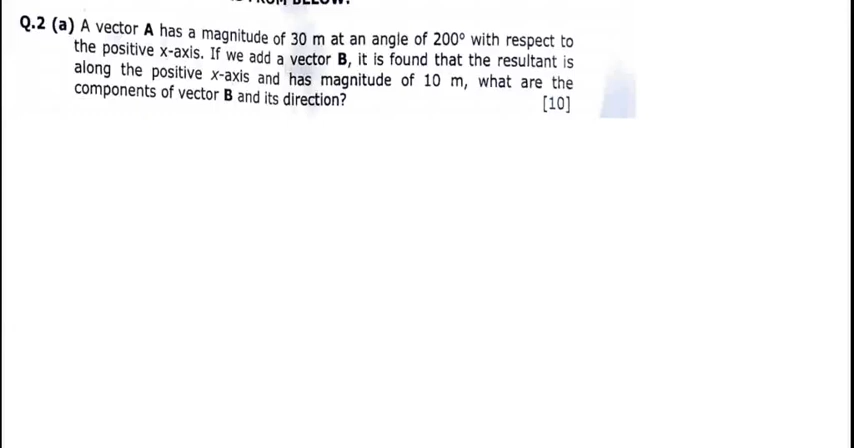 Q.2 (a) A vector A has a magnitude of 30 m at an angle of 200° with respect to
the positive x-axis. If we add a vector B, it is found that the resultant is
along the positive x-axis and has magnitude of 10 m, what are the
components of vector B and its direction? [10]